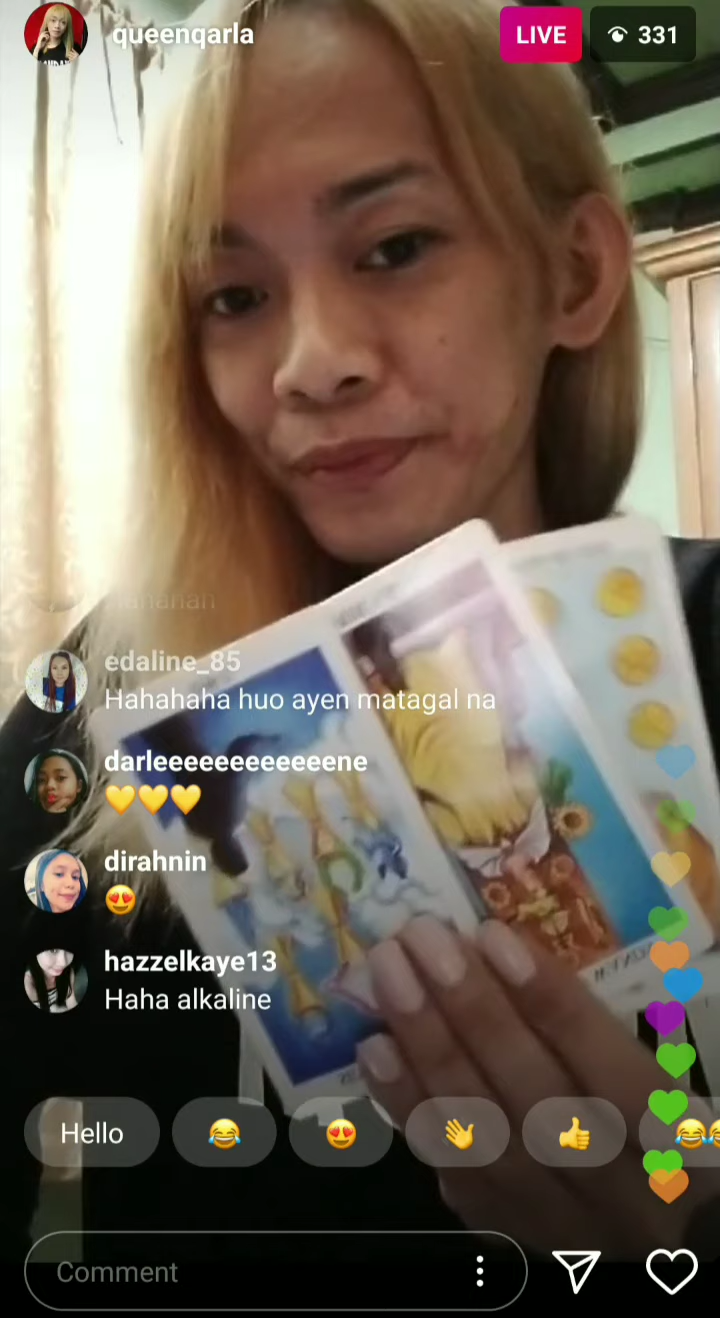 queenqarla
LIVE
331
edaline_85
Hahahaha huo ayen matagal na
darleeeeeeeeeeeeene
💛💛💛
dirahnin
😍
hazzelkaye13
Haha alkaline
Hello 😂 😍 👋 👍 😂
Comment